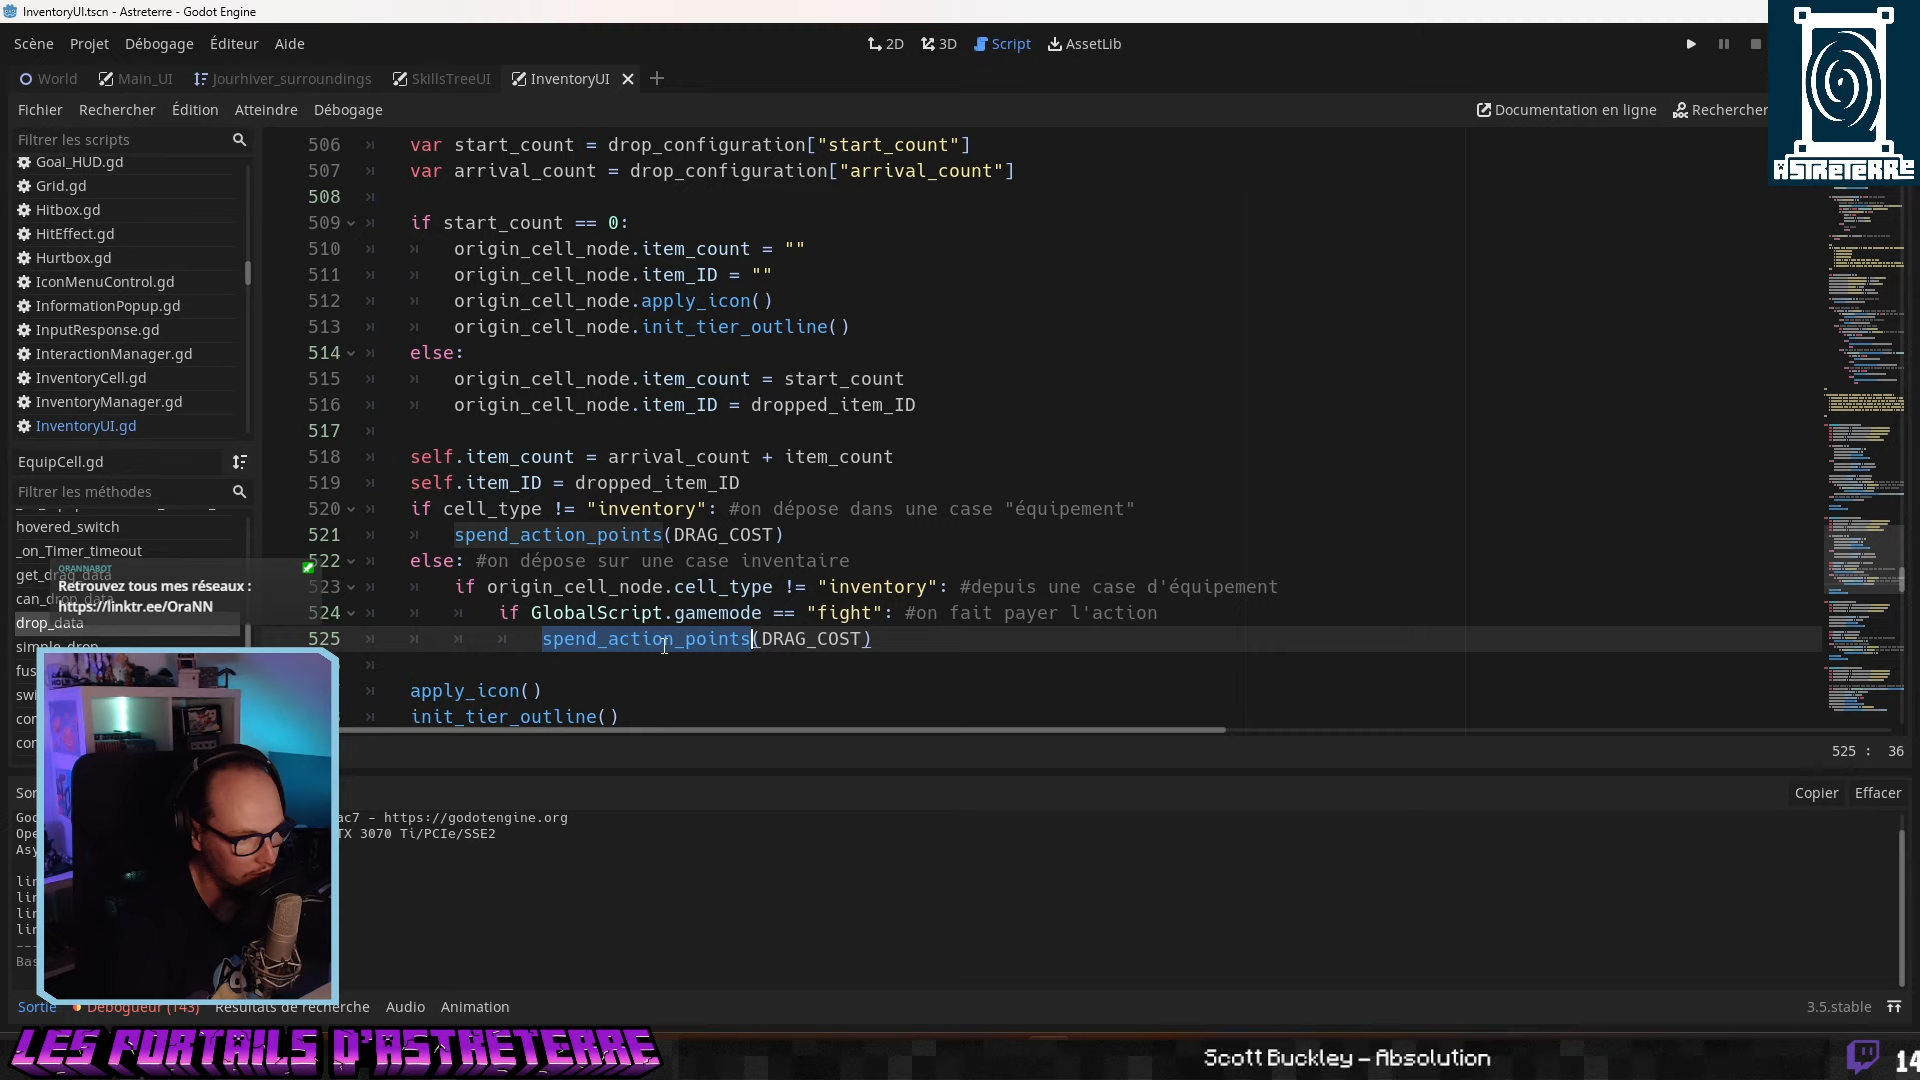 InventoryUI.tscn - Astreterre - Godot Engine
Scène Projet Débogage Éditeur Aide
2D 3D Script AssetLib
World Main_UI Jourhiver_surroundings SkillsTreeUI InventoryUI
Fichier Rechercher Édition Atteindre Débogage
Documentation en ligne Rechercher
ASTRETERRE
Filtrer les scripts
Goal_HUD.gd
Grid.gd
Hitbox.gd
HitEffect.gd
Hurtbox.gd
IconMenuControl.gd
InformationPopup.gd
InputResponse.gd
InteractionManager.gd
InventoryCell.gd
InventoryManager.gd
InventoryUI.gd
EquipCell.gd
Filtrer les méthodes
hovered_switch
_on_Timer_timeout
get_drag_data
can_drop_data
drop_data
simple_drop
fus
swi
cor
cor
ORANNABOT
Retrouvez tous mes réseaux :
https://linktr.ee/OraNN
506 var start_count = drop_configuration["start_count"]
507 var arrival_count = drop_configuration["arrival_count"]
508
509 if start_count == 0:
510 origin_cell_node.item_count = ""
511 origin_cell_node.item_ID = ""
512 origin_cell_node.apply_icon()
513 origin_cell_node.init_tier_outline()
514 else:
515 origin_cell_node.item_count = start_count
516 origin_cell_node.item_ID = dropped_item_ID
517
518 self.item_count = arrival_count + item_count
519 self.item_ID = dropped_item_ID
520 if cell_type != "inventory": #on dépose dans une case "équipement"
521 spend_action_points(DRAG_COST)
522 else: #on dépose sur une case inventaire
523 if origin_cell_node.cell_type != "inventory": #depuis une case d'équipement
524 if GlobalScript.gamemode == "fight": #on fait payer l'action
525 spend_action_points(DRAG_COST)
apply_icon()
init_tier_outline()
525 : 36
Copier Effacer
ac7 - https://godotengine.org
TX 3070 Ti/PCIe/SSE2
Sortie Débogueur (143) Résultats de recherche Audio Animation
3.5.stable
LES PORTAILS D'ASTRETERRE
Scott Buckley – Absolution
14